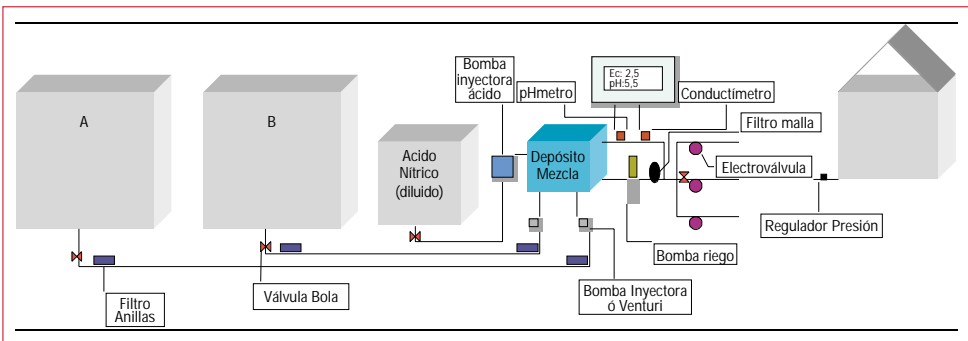 A
B
Acido
Nítrico
(diluido)
Bomba
inyectora
ácido
pHmetro
Ec: 2,5
pH:5,5
Conductímetro
Filtro malla
Depósito
Mezcla
Electroválvula
Regulador Presión
Bomba riego
Bomba Inyectora
ó Venturi
Válvula Bola
Filtro
Anillas